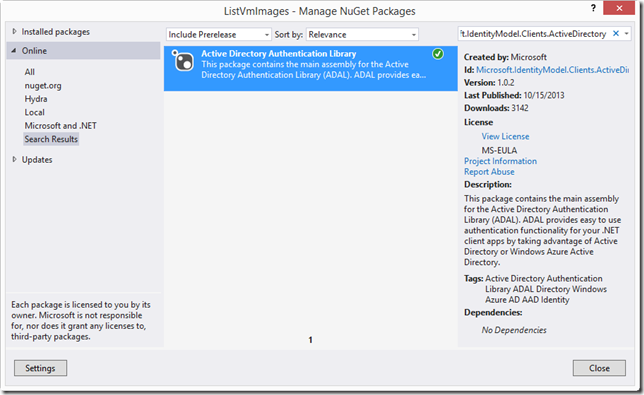 ListVmImages - Manage NuGet Packages
?
Installed packages
Online
All
nuget.org
Hydra
Local
Microsoft and .NET
Search Results
Updates
Each package is licensed to you by its
owner. Microsoft is not responsible
for, nor does it grant any licenses to,
third-party packages.
Settings
Include Prerelease
Sort by:
Relevance
Active Directory Authentication Library
This package contains the main assembly for the Active
Directory Authentication Library (ADAL). ADAL provides ea...
1
t.IdentityModel.Clients.ActiveDirectory
Created by: Microsoft
Id: Microsoft.IdentityModel.Clients.ActiveDi
Version: 1.0.2
Last Published: 10/15/2013
Downloads: 3142
License
View License
MS-EULA
Project Information
Report Abuse
Description:
This package contains the main assembly
for the Active Directory Authentication
Library (ADAL). ADAL provides easy to use
authentication functionality for your .NET
client apps by taking advantage of Active
Directory or Windows Azure Active
Directory.
Tags: Active Directory Authentication
Library ADAL Directory Windows
Azure AD AAD Identity
Dependencies:
No Dependencies
Close